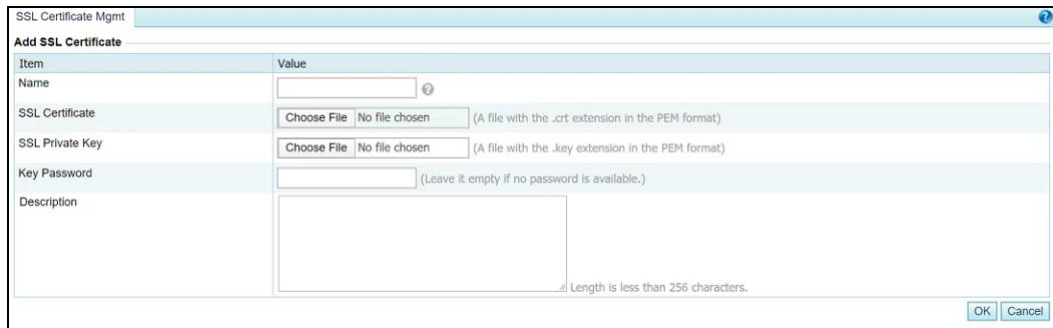 SSL Certificate Mgmt
Add SSL Certificate
Item Value
Name
SSL Certificate Choose File No file chosen (A file with the .crt extension in the PEM format)
SSL Private Key Choose File No file chosen (A file with the .key extension in the PEM format)
Key Password (Leave it empty if no password is available.)
Description
Length is less than 256 characters.
OK Cancel